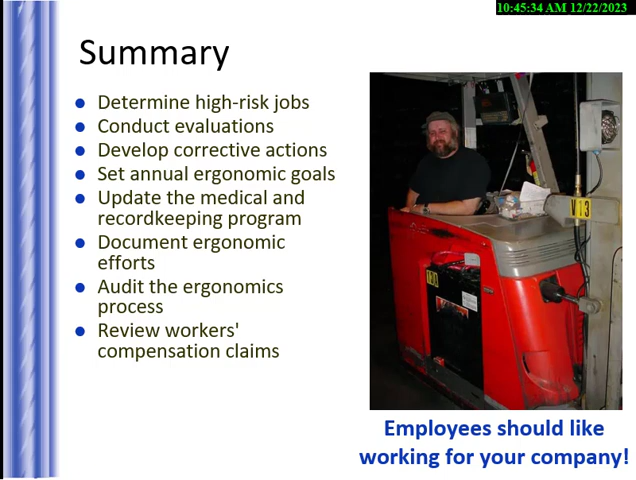 10:45:34 AM 12/22/2023
Summary
Determine high-risk jobs
Conduct evaluations
Develop corrective actions
Set annual ergonomic goals
Update the medical and
recordkeeping program
Document ergonomic
efforts
Audit the ergonomics
process
Review workers'
compensation claims
V 13
Employees should like
working for your company!